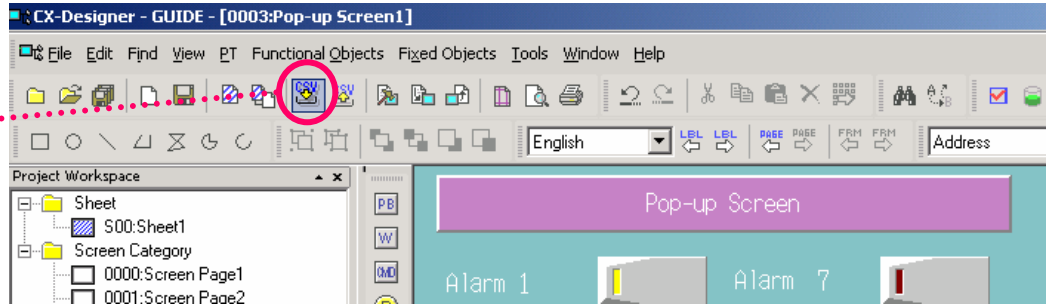 CX-Designer - GUIDE - [0003:Pop-up Screen1]
File Edit Find View PT Functional Objects Fixed Objects Tools Window Help
CSV
English LBL LBL PAGE PAGE FRM FRM Address
Project Workspace
Sheet
S00:Sheet1
Screen Category
0000:Screen Page1
0001:Screen Page2
PB
W
CMD
Pop-up Screen
Alarm 1 Alarm 7